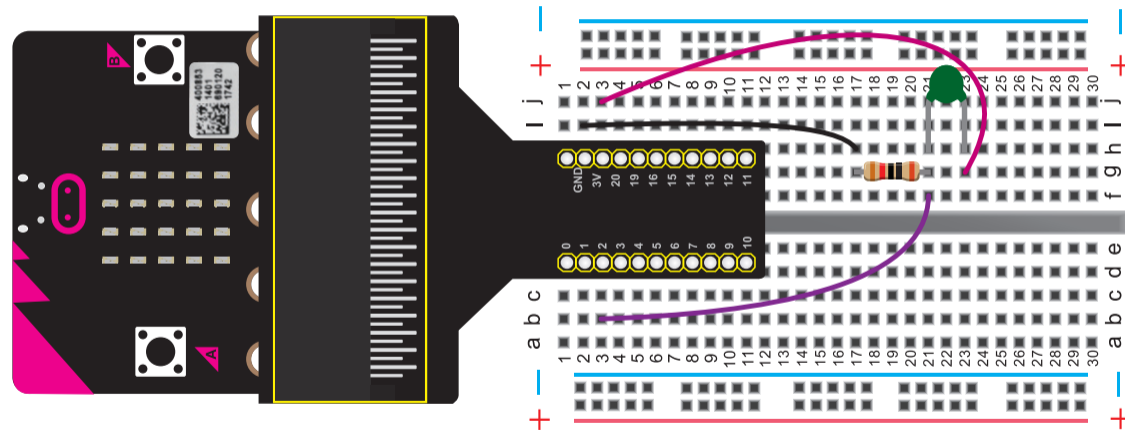 − −
+ +
B
400883
1401
690120
1742
1 2 3 4 5 6 7 8 9 10 11 12 13 14 15 16 17 18 19 20 21 23 24 25 26 27 28 29 30
j j
I I
h
g
f
GND 3V 20 19 16 15 14 13 12 11
0 1 2 3 4 5 6 7 8 9 10
e
d
c c
b b
a a
A
1 2 3 4 5 6 7 8 9 10 11 12 13 14 15 16 17 18 19 20 21 22 23 24 25 26 27 28 29 30
− −
+ +